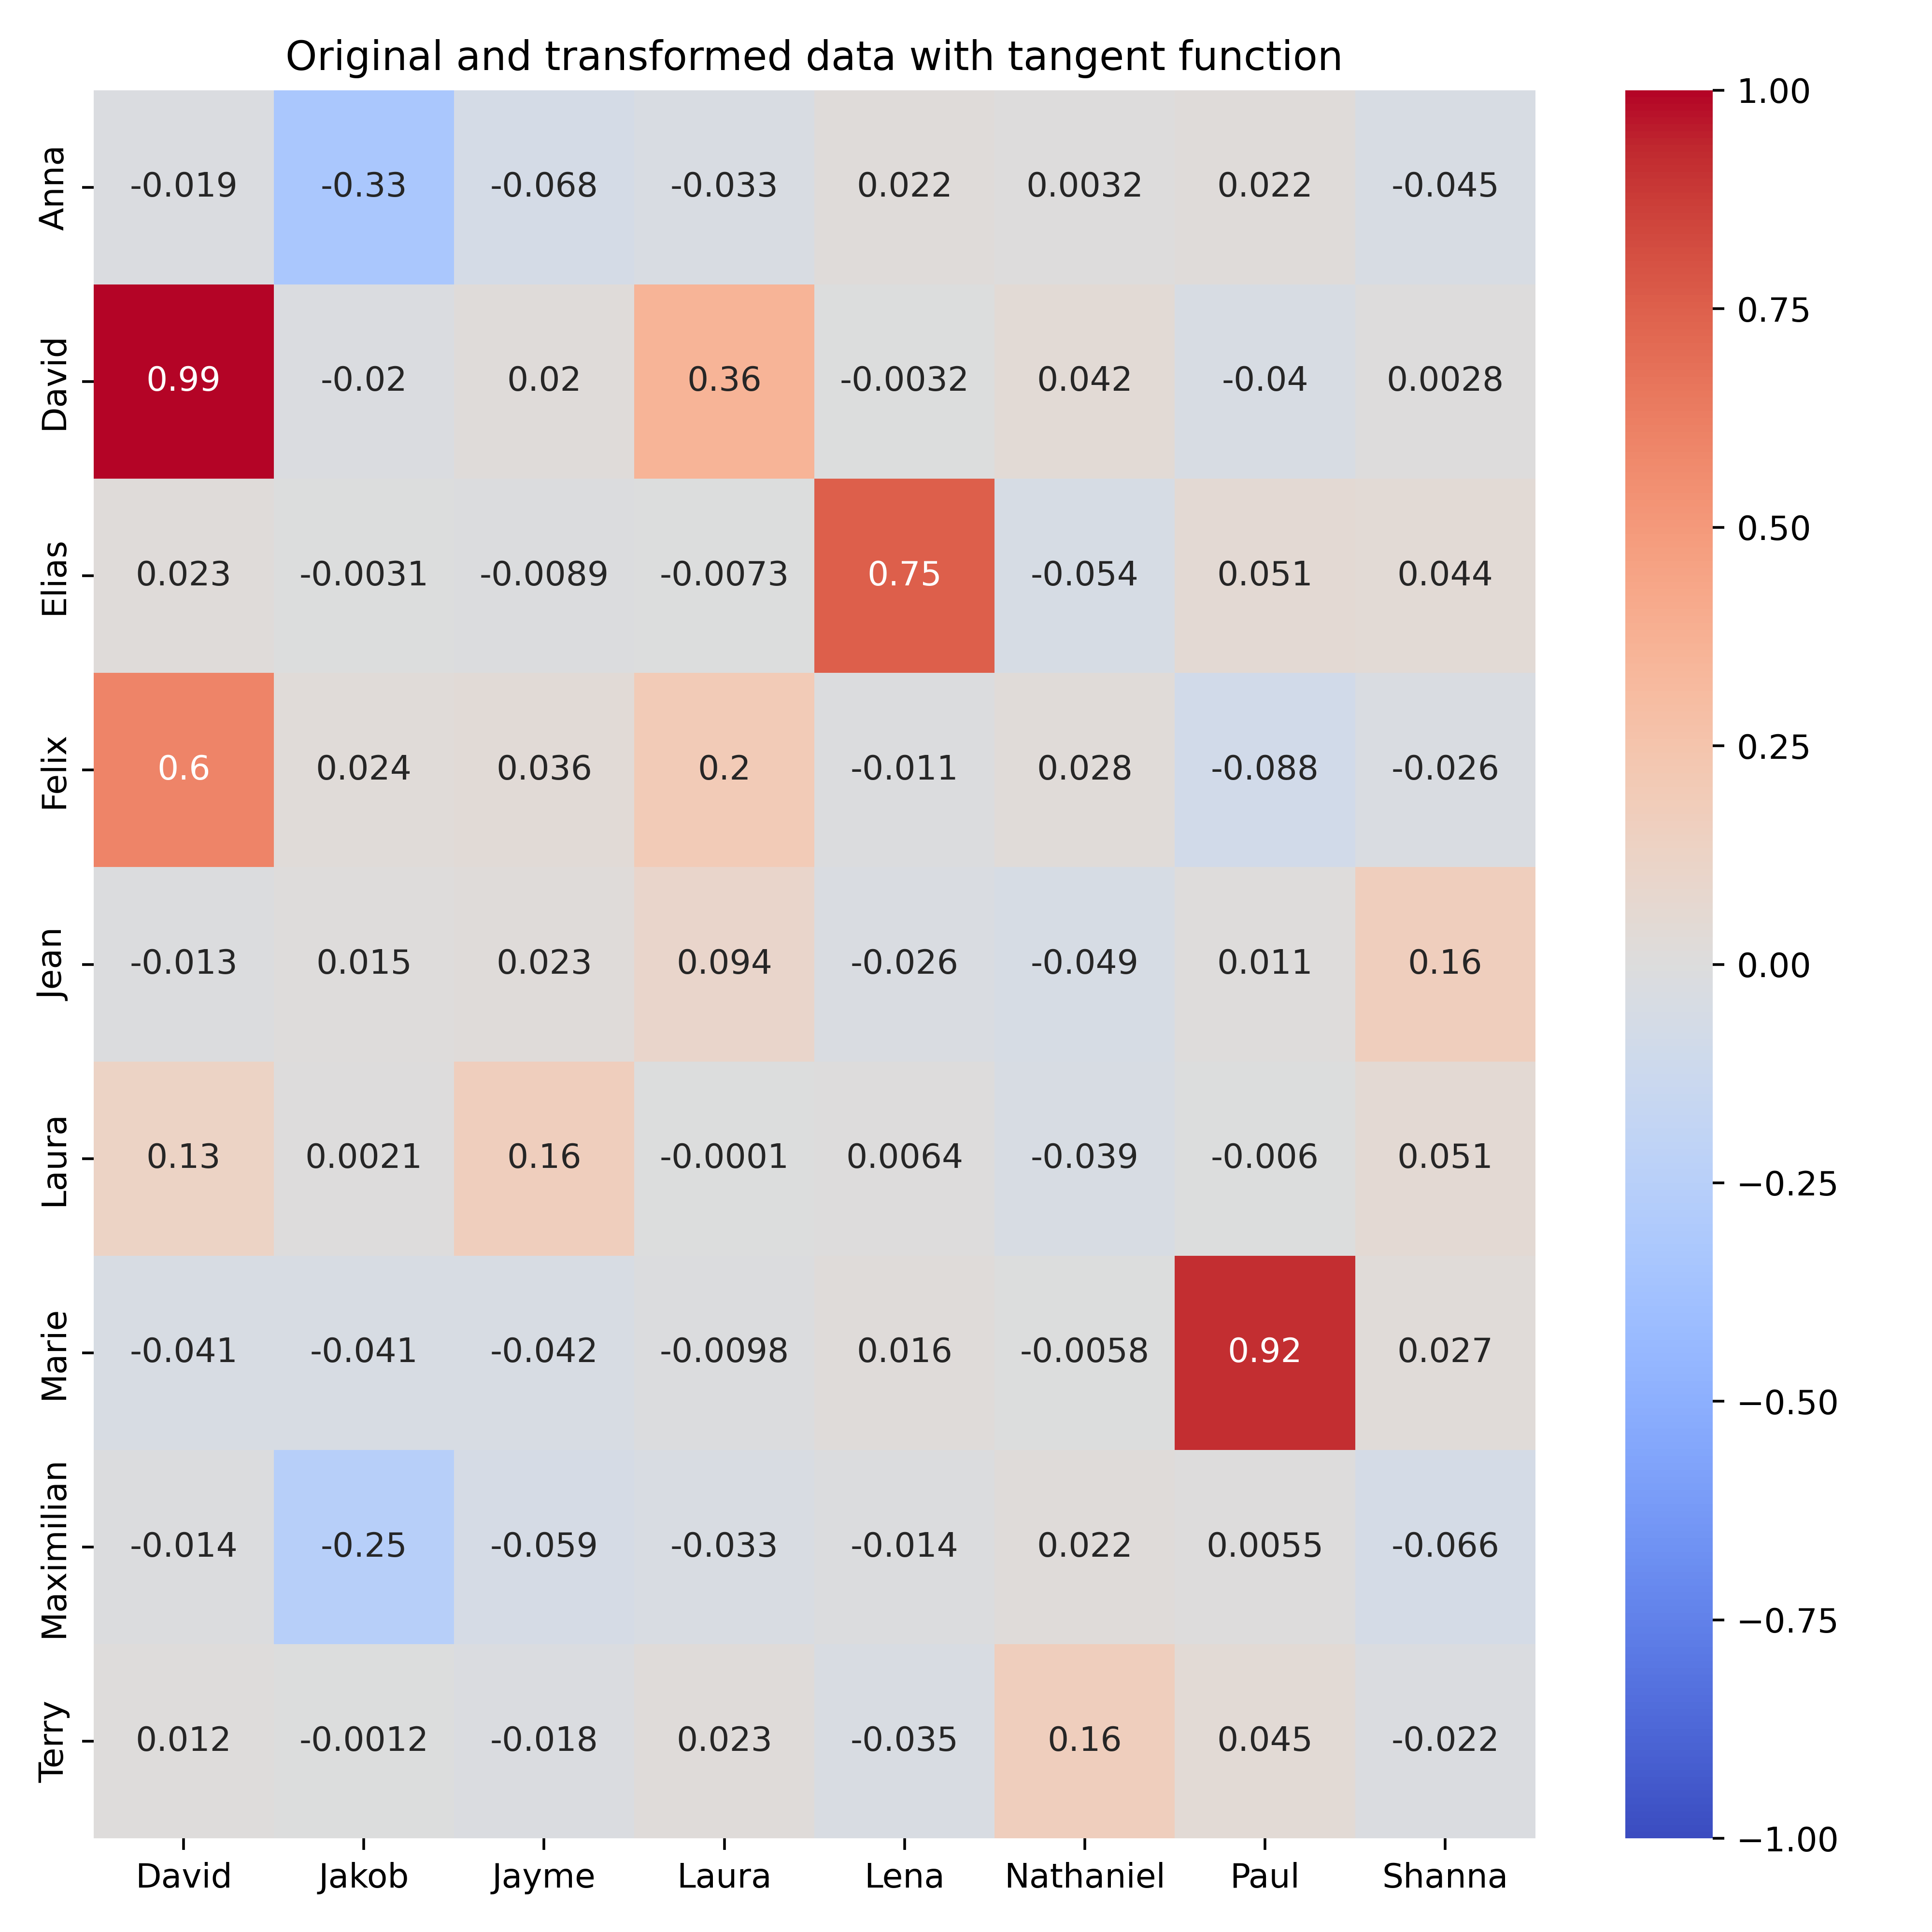 Original and transformed data with tangent function
Anna -0.019 -0.33 -0.068 -0.033 0.022 0.0032 0.022 -0.045
David 0.99 -0.02 0.02 0.36 -0.0032 0.042 -0.04 0.0028
Elias 0.023 -0.0031 -0.0089 -0.0073 0.75 -0.054 0.051 0.044
Felix 0.6 0.024 0.036 0.2 -0.011 0.028 -0.088 -0.026
Jean -0.013 0.015 0.023 0.094 -0.026 -0.049 0.011 0.16
Laura 0.13 0.0021 0.16 -0.0001 0.0064 -0.039 -0.006 0.051
Marie -0.041 -0.041 -0.042 -0.0098 0.016 -0.0058 0.92 0.027
Maximilian -0.014 -0.25 -0.059 -0.033 -0.014 0.022 0.0055 -0.066
Terry 0.012 -0.0012 -0.018 0.023 -0.035 0.16 0.045 -0.022
David Jakob Jayme Laura Lena Nathaniel Paul Shanna
1.00
0.75
0.50
0.25
0.00
−0.25
−0.50
−0.75
−1.00